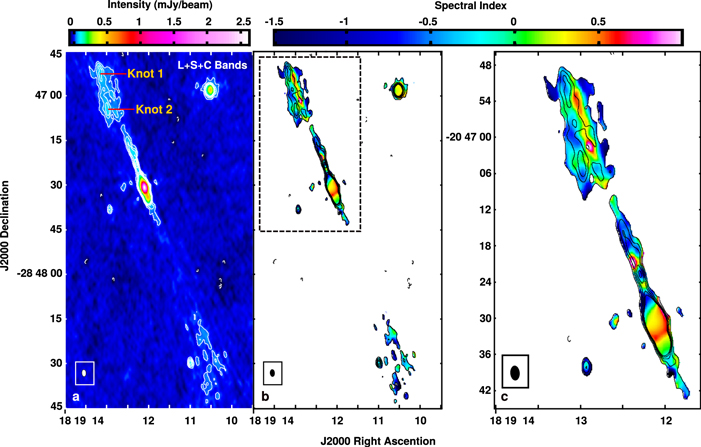 Intensity (mJy/beam)
0 0.5 1 1.5 2 2.5
Spectral Index
-1.5 -1 -0.5 0 0.5
L+S+C Bands
Knot 1
Knot 2
45
47 00
15
30
45
-28 48 00
15
30
45
48
54
-20 47 00
06
12
18
24
30
36
42
J2000 Declination
a
b
c
18 19 14 12 11 10
18 19 14 12 11 10
18 19 14 13 12
J2000 Right Ascension